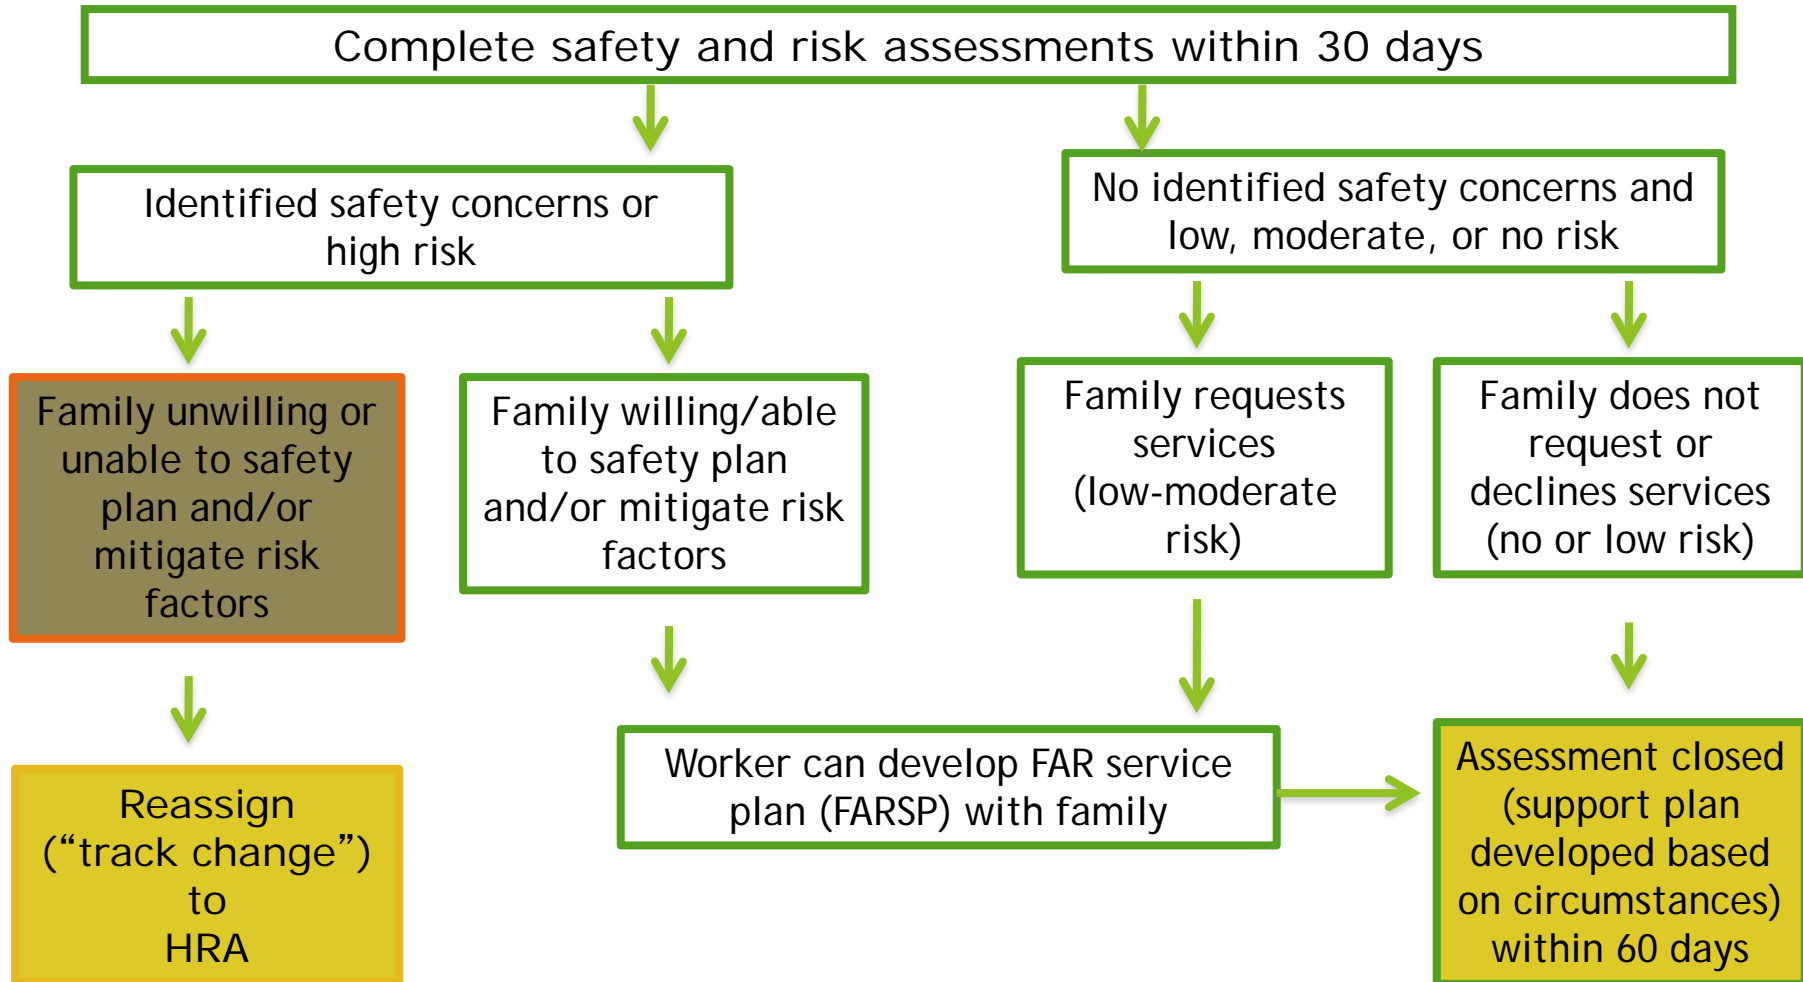 Complete safety and risk assessments within 30 days
Identified safety concerns or
high risk
No identified safety concerns and
low, moderate, or no risk
Family unwilling or
unable to safety
plan and/or
mitigate risk
factors
Family willing/able
to safety plan
and/or mitigate risk
factors
Family requests
services
(low-moderate
risk)
Family does not
request or
declines services
(no or low risk)
Reassign
(“track change”)
to
HRA
Worker can develop FAR service
plan (FARSP) with family
Assessment closed
(support plan
developed based
on circumstances)
within 60 days